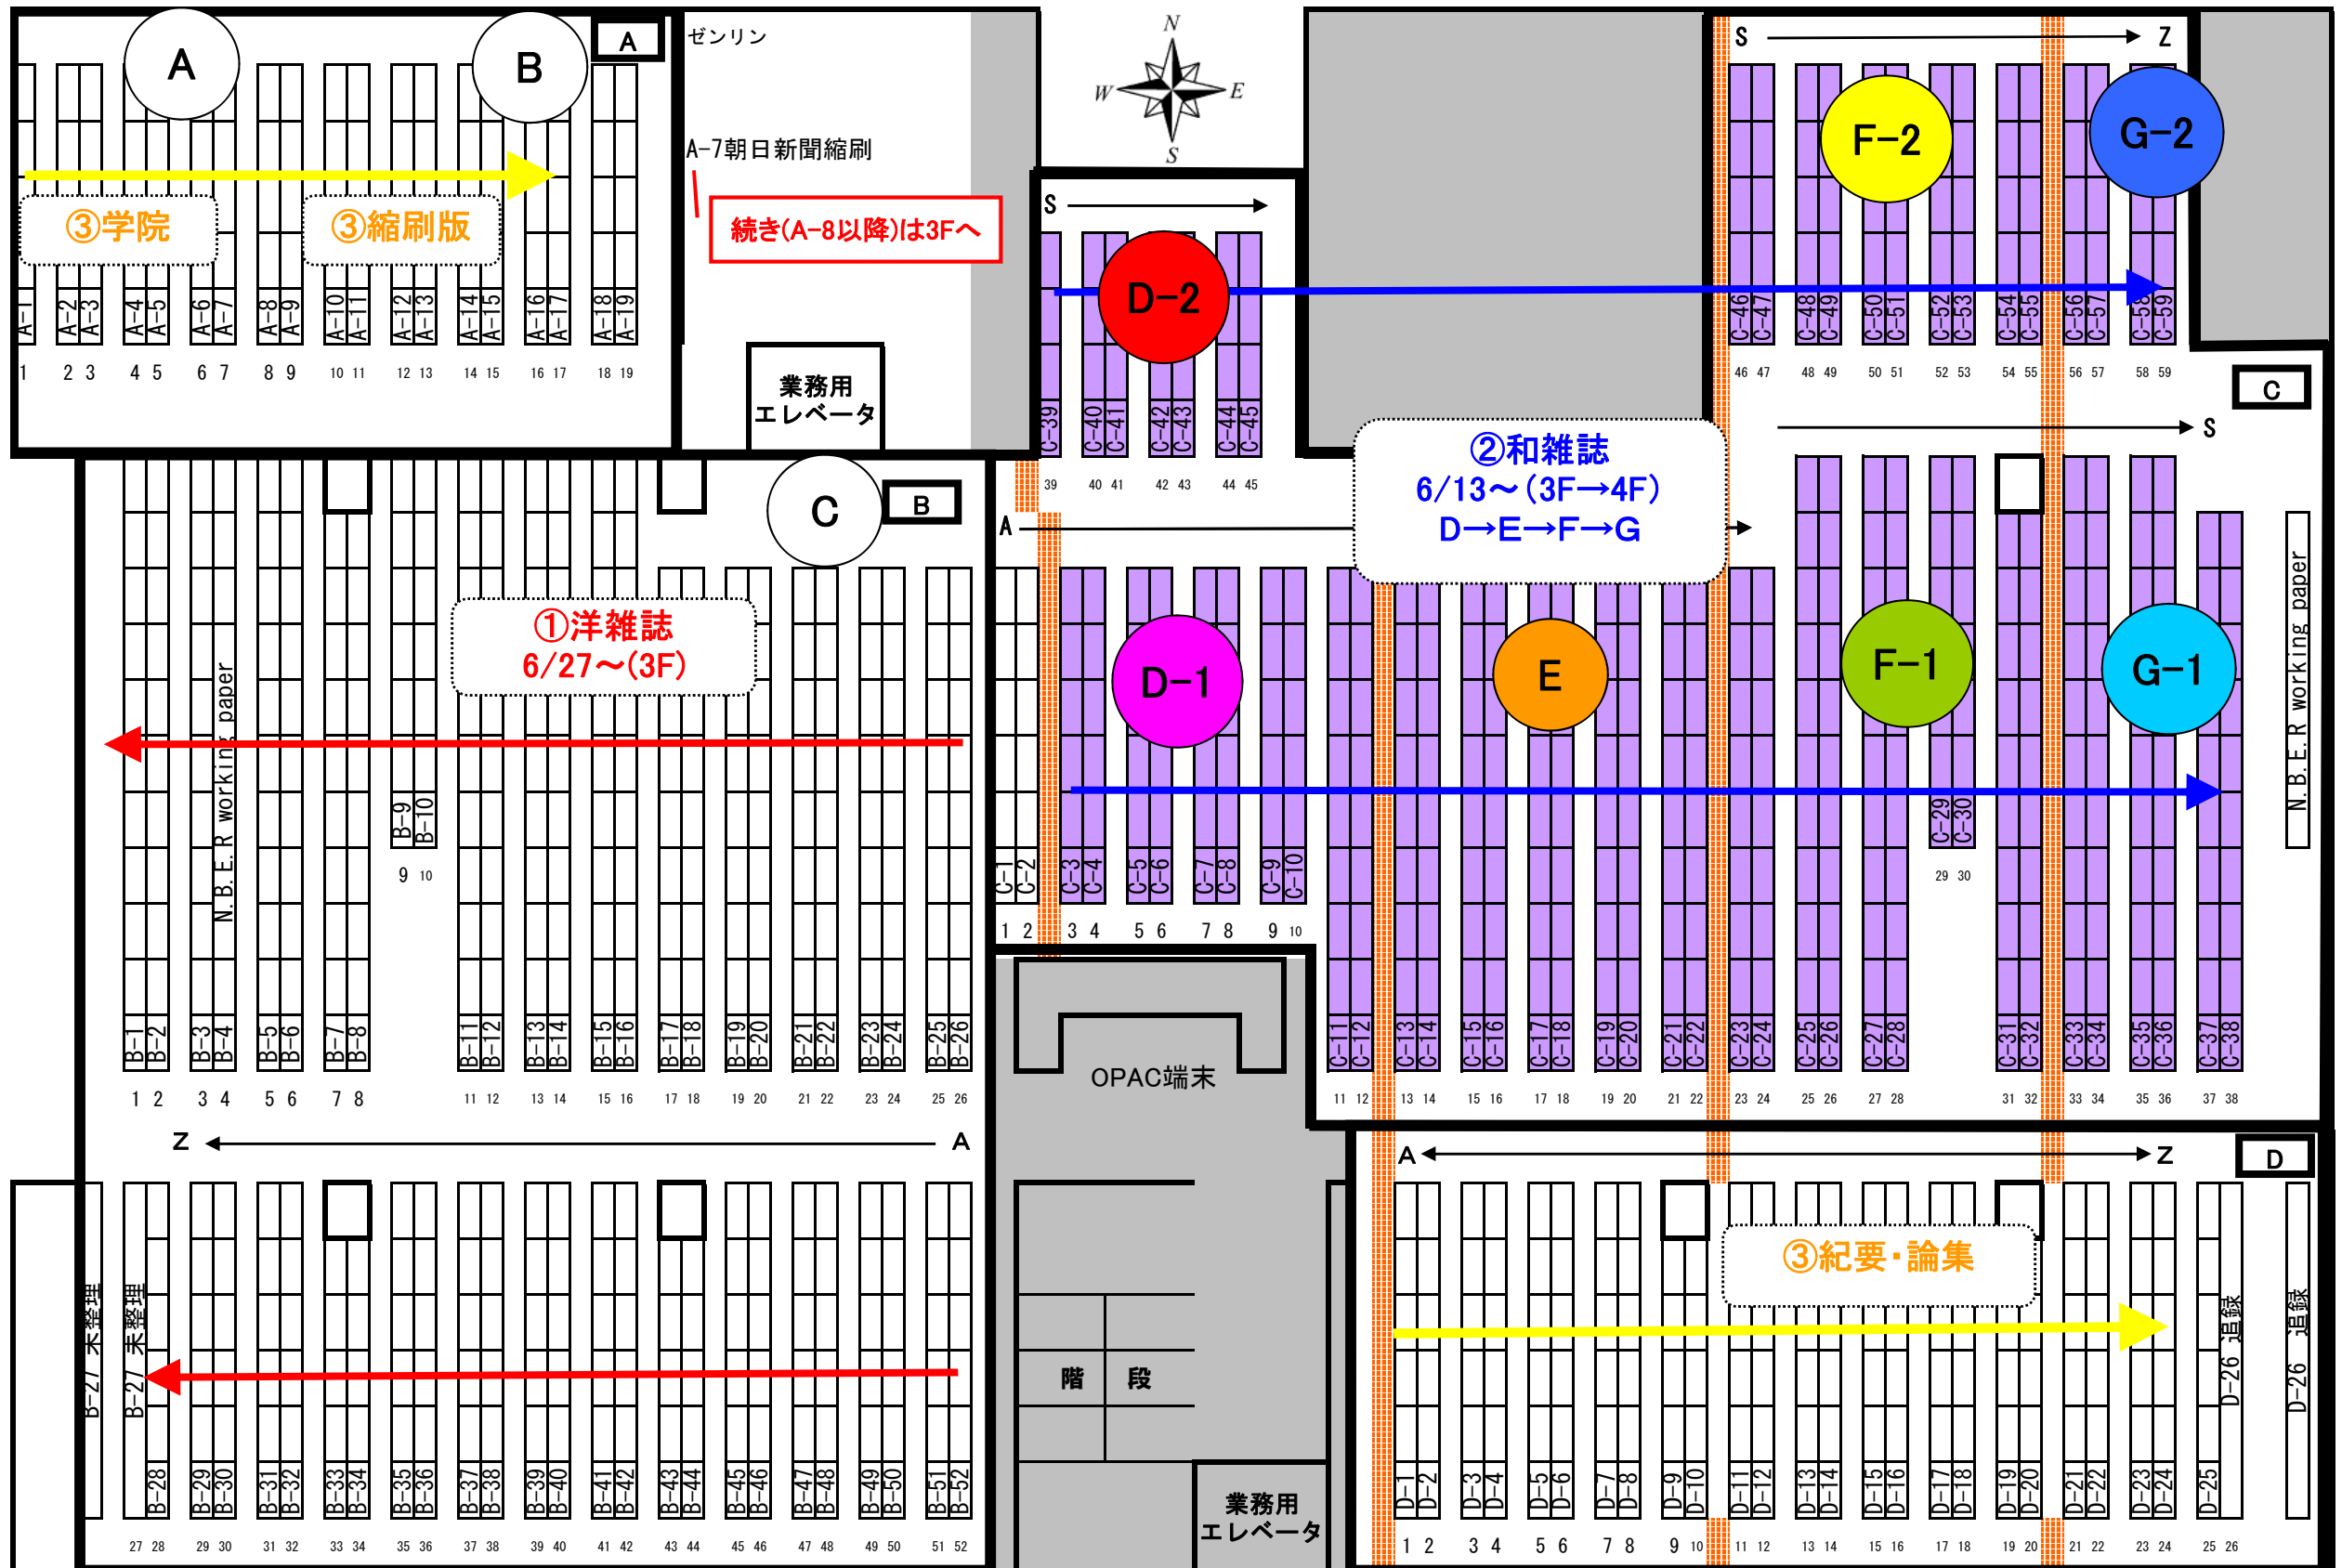 A
B
A
ゼンリン
N
W
E
S
S
Z
F-2
G-2
A-7朝日新聞縮刷
続き(A-8以降)は3Fへ
③学院
③縮刷版
S
D-2
A-1
A-2
A-3
A-4
A-5
A-6
A-7
A-8
A-9
A-10
A-11
A-12
A-13
A-14
A-15
A-16
A-17
A-18
A-19
C-46
C-47
C-48
C-49
C-50
C-51
C-52
C-53
C-54
C-55
C-56
C-57
C-58
C-59
1 2 3 4 5 6 7 8 9 10 11 12 13 14 15 16 17 18 19
46 47 48 49 50 51 52 53 54 55 56 57 58 59
業務用
エレベータ
C
C-39
C-40
C-41
C-42
C-43
C-44
C-45
39 40 41 42 43 44 45
S
②和雑誌
6/13～(3F→4F)
D→E→F→G
C
B
A
①洋雑誌
6/27～(3F)
N.B.E.R working paper
D-1
E
F-1
G-1
N.B.E.R working paper
B-9
B-10
9 10
C-29
C-30
29 30
C-1
C-2
C-3
C-4
C-5
C-6
C-7
C-8
C-9
C-10
1 2 3 4 5 6 7 8 9 10
B-1
B-2
B-3
B-4
B-5
B-6
B-7
B-8
B-11
B-12
B-13
B-14
B-15
B-16
B-17
B-18
B-19
B-20
B-21
B-22
B-23
B-24
B-25
B-26
OPAC端末
C-11
C-12
C-13
C-14
C-15
C-16
C-17
C-18
C-19
C-20
C-21
C-22
C-23
C-24
C-25
C-26
C-27
C-28
C-31
C-32
C-33
C-34
C-35
C-36
C-37
C-38
1 2 3 4 5 6 7 8 11 12 13 14 15 16 17 18 19 20 21 22 23 24 25 26
11 12 13 14 15 16 17 18 19 20 21 22 23 24 25 26 27 28 31 32 33 34 35 36 37 38
Z
A
A
Z
D
③紀要・論集
B-27 未整理
B-27 未整理
階 段
D-26 追録
D-26 追録
B-28
B-29
B-30
B-31
B-32
B-33
B-34
B-35
B-36
B-37
B-38
B-39
B-40
B-41
B-42
B-43
B-44
B-45
B-46
B-47
B-48
B-49
B-50
B-51
B-52
業務用
エレベータ
D-1
D-2
D-3
D-4
D-5
D-6
D-7
D-8
D-9
D-10
D-11
D-12
D-13
D-14
D-15
D-16
D-17
D-18
D-19
D-20
D-21
D-22
D-23
D-24
D-25
27 28 29 30 31 32 33 34 35 36 37 38 39 40 41 42 43 44 45 46 47 48 49 50 51 52
1 2 3 4 5 6 7 8 9 10 11 12 13 14 15 16 17 18 19 20 21 22 23 24 25 26